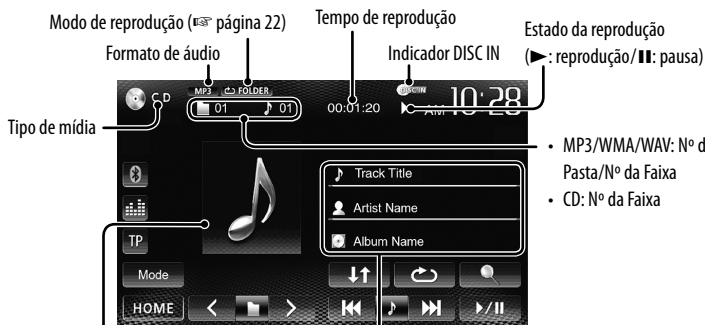 Modo de reprodução (☞ página 22)
Tempo de reprodução
Estado da reprodução
(►: reprodução/❚❚: pausa)
Formato de áudio
Indicador DISC IN
Tipo de mídia
CD
MP3
FOLDER
01
01
00:01:20
DISC IN
AM 10:28
• MP3/WMA/WAV: Nº d
Pasta/Nº da Faixa
• CD: Nº da Faixa
Track Title
Artist Name
Album Name
TP
Mode
HOME